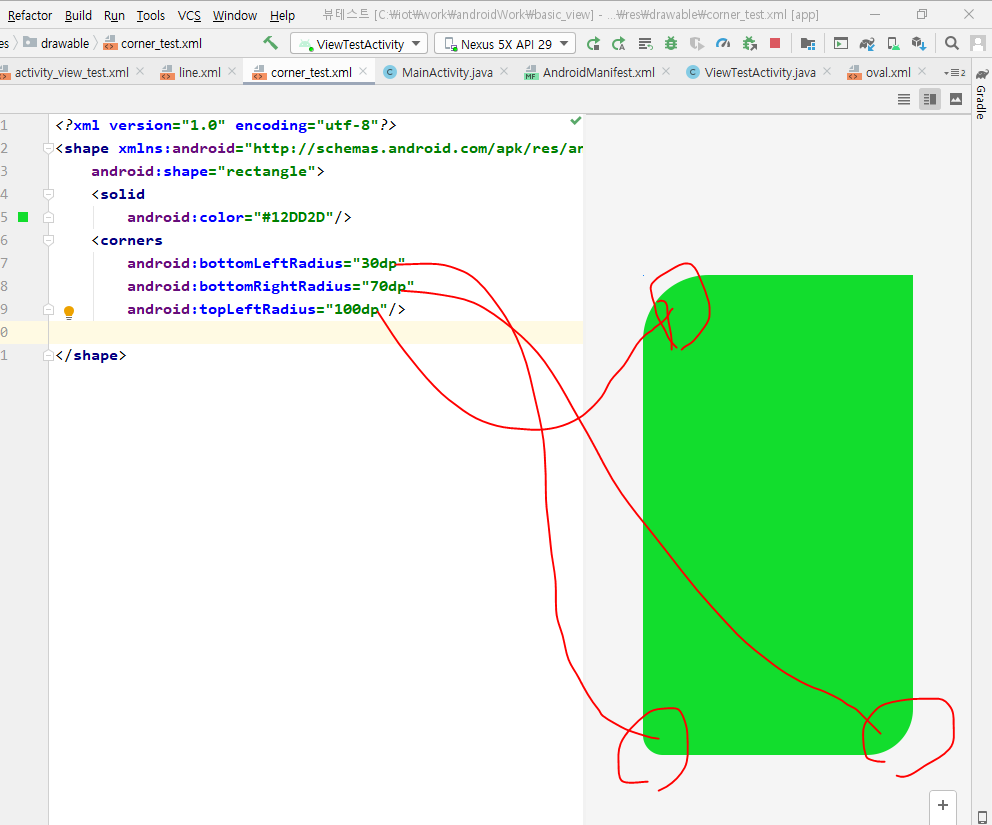 Refactor Build Run Tools VCS Window Help 뷰테스트 [C:₩iot₩work₩androidWork₩basic_view] - ...₩res₩drawable₩corner_test.xml [app]
es drawable corner_test.xml ViewTestActivity Nexus 5X API 29
activity_view_test.xml line.xml corner_test.xml MainActivity.java AndroidManifest.xml ViewTestActivity.java oval.xml 2
Gradle
1 <?xml version="1.0" encoding="utf-8"?>
2 <shape xmlns:android="http://schemas.android.com/apk/res/ar
3 android:shape="rectangle">
4 <solid
5 android:color="#12DD2D"/>
6 <corners
7 android:bottomLeftRadius="30dp"
8 android:bottomRightRadius="70dp"
9 android:topLeftRadius="100dp"/>
0
1 </shape>